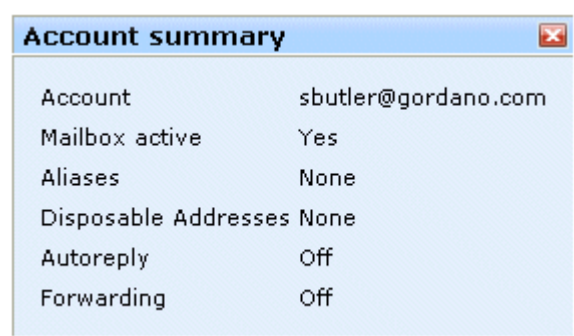 Account summary
Account sbutler@gordano.com
Mailbox active Yes
Aliases None
Disposable Addresses None
Autoreply Off
Forwarding Off